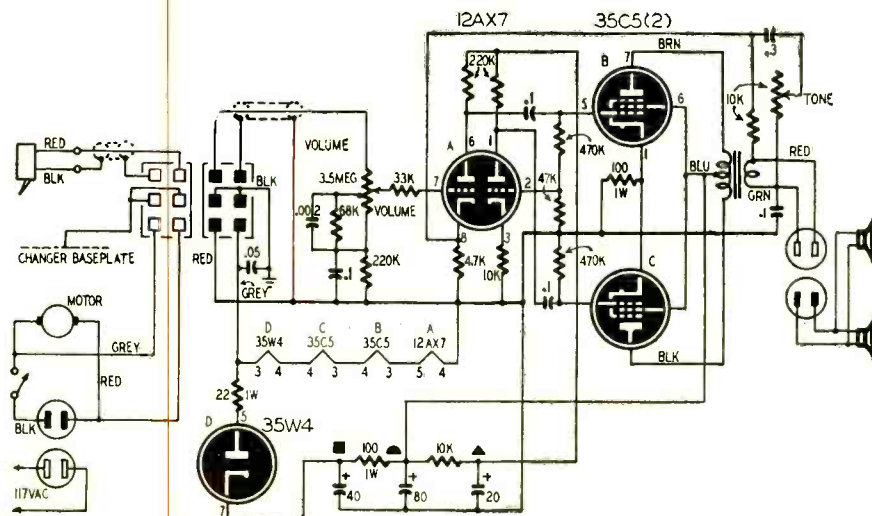 12AX7
35C5(2)
BRN
.3
220K
B
7
10K
TONE
RED
BLK
VOLUME
.1
5
6
A
6
1
470K
BLK
3.5MEG
33K
7
2
47K
100
1W
1
BLU
RED
.002
68K
VOLUME
GRN
.1
CHANGER BASEPLATE
RED
.05
.1
220K
8
4.7K
3
10K
470K
C
GREY
.1
MOTOR
D
35W4
C
35C5
B
35C5
A
12AX7
BLK
GREY
RED
3 4
4 3
4 3
5 4
22
1W
D
5
35W4
BLK
100
1W
10K
117VAC
+
40
+
80
+
20
7